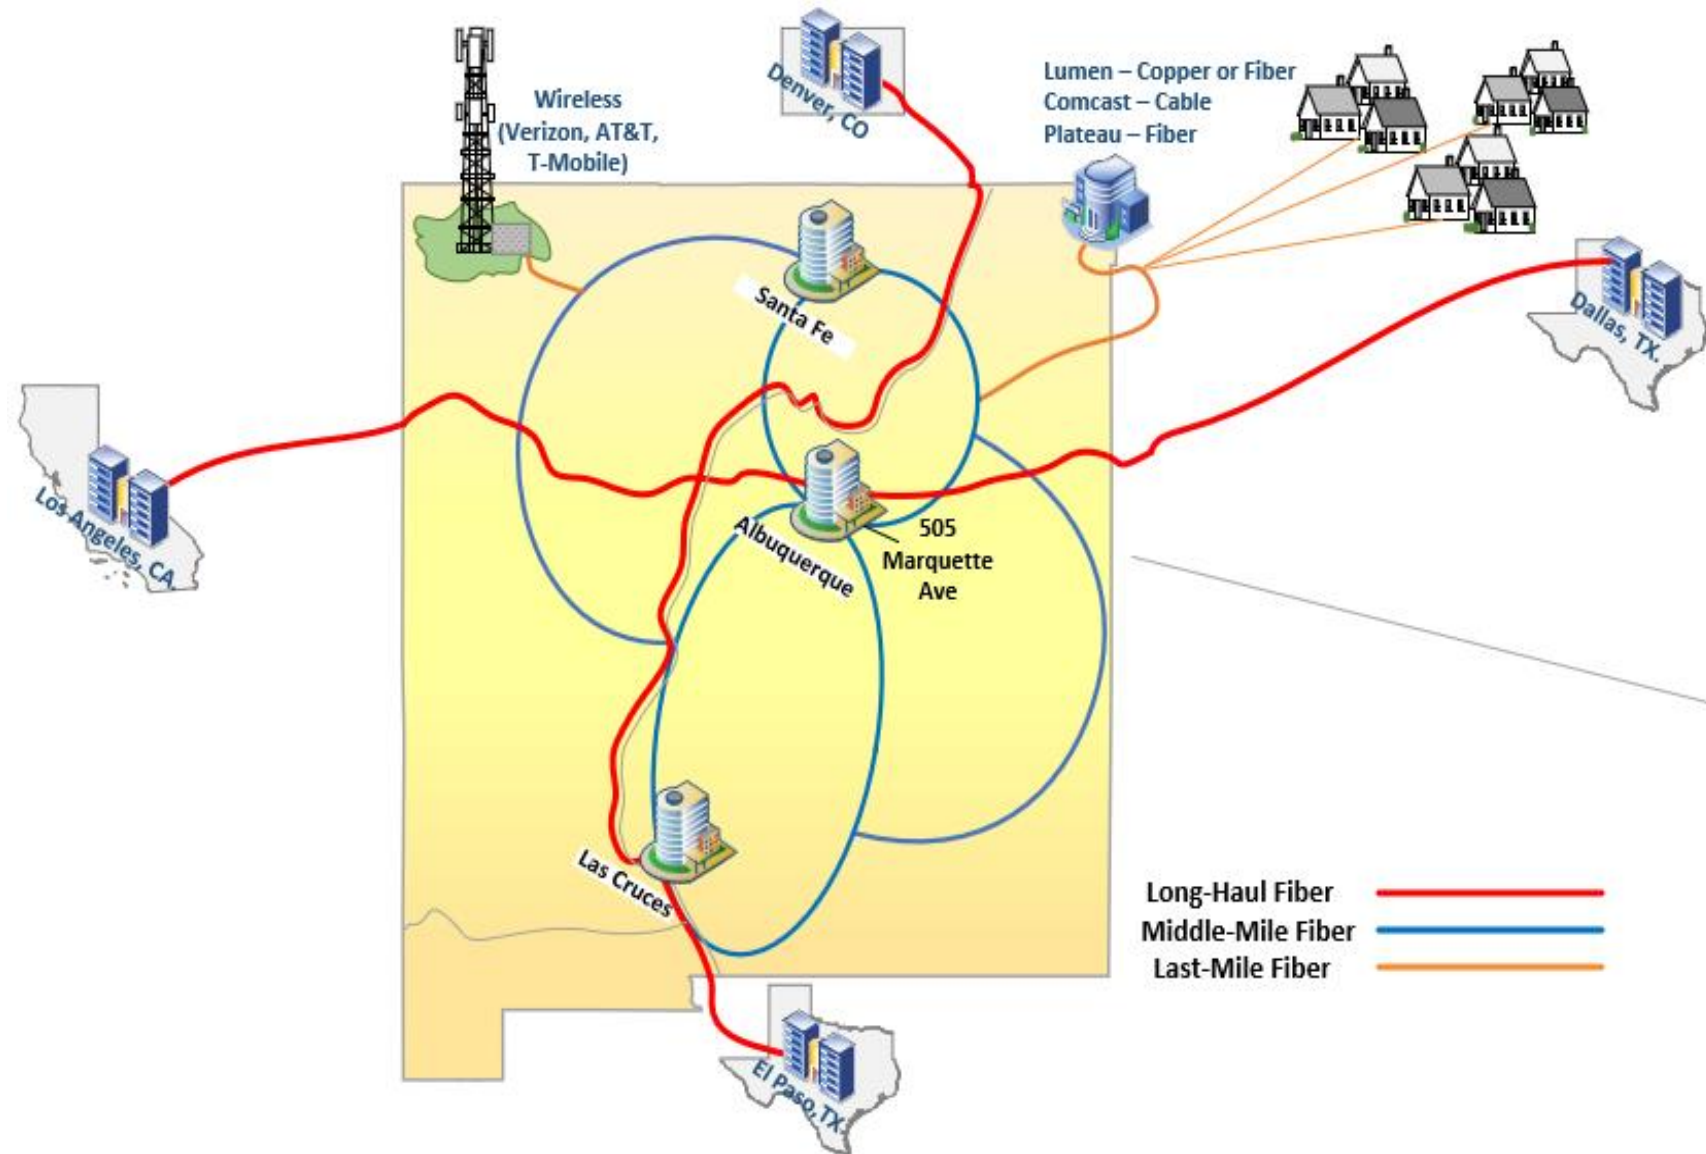 Wireless
(Verizon, AT&T,
T-Mobile)
Denver, CO
Lumen – Copper or Fiber
Comcast – Cable
Plateau – Fiber
Santa Fe
Dallas, TX.
Los Angeles, CA.
Albuquerque
505
Marquette
Ave
Las Cruces
El Paso, TX.
Long-Haul Fiber
Middle-Mile Fiber
Last-Mile Fiber